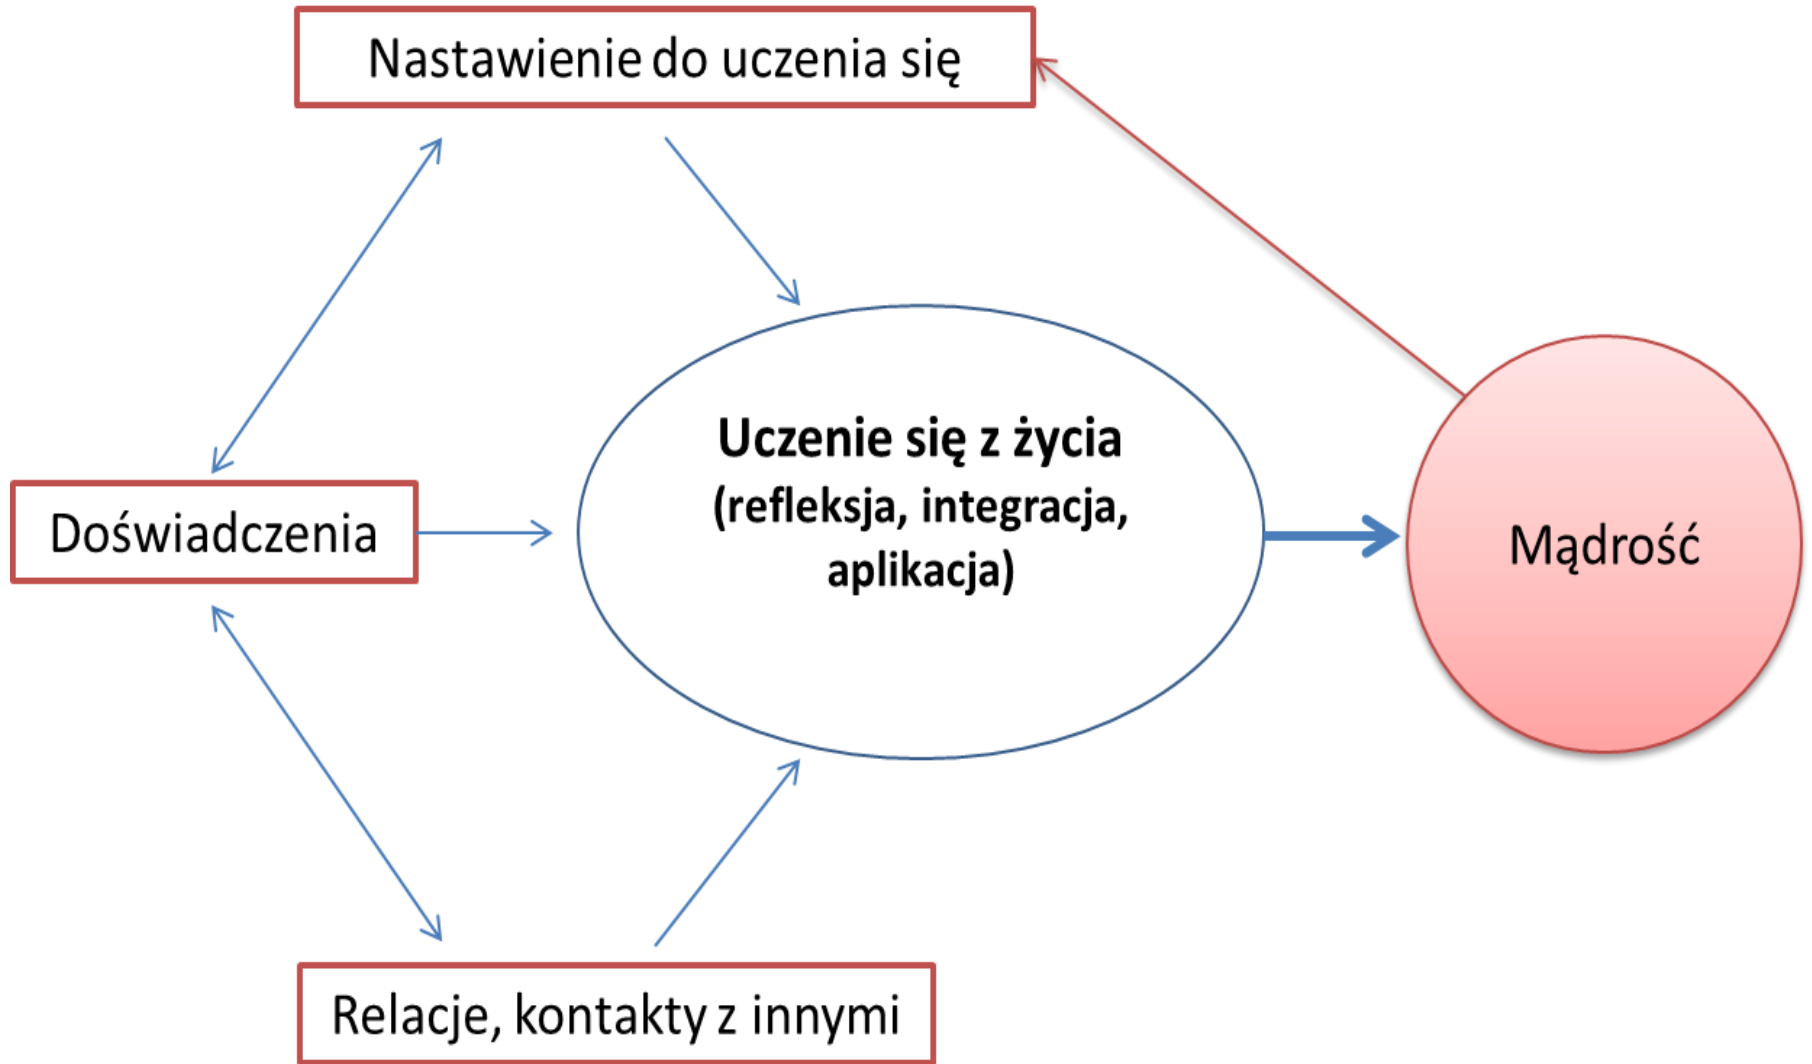 Nastawienie do uczenia się
Doświadczenia
Uczenie się z życia
(refleksja, integracja,
aplikacja)
Mądrość
Relacje, kontakty z innymi